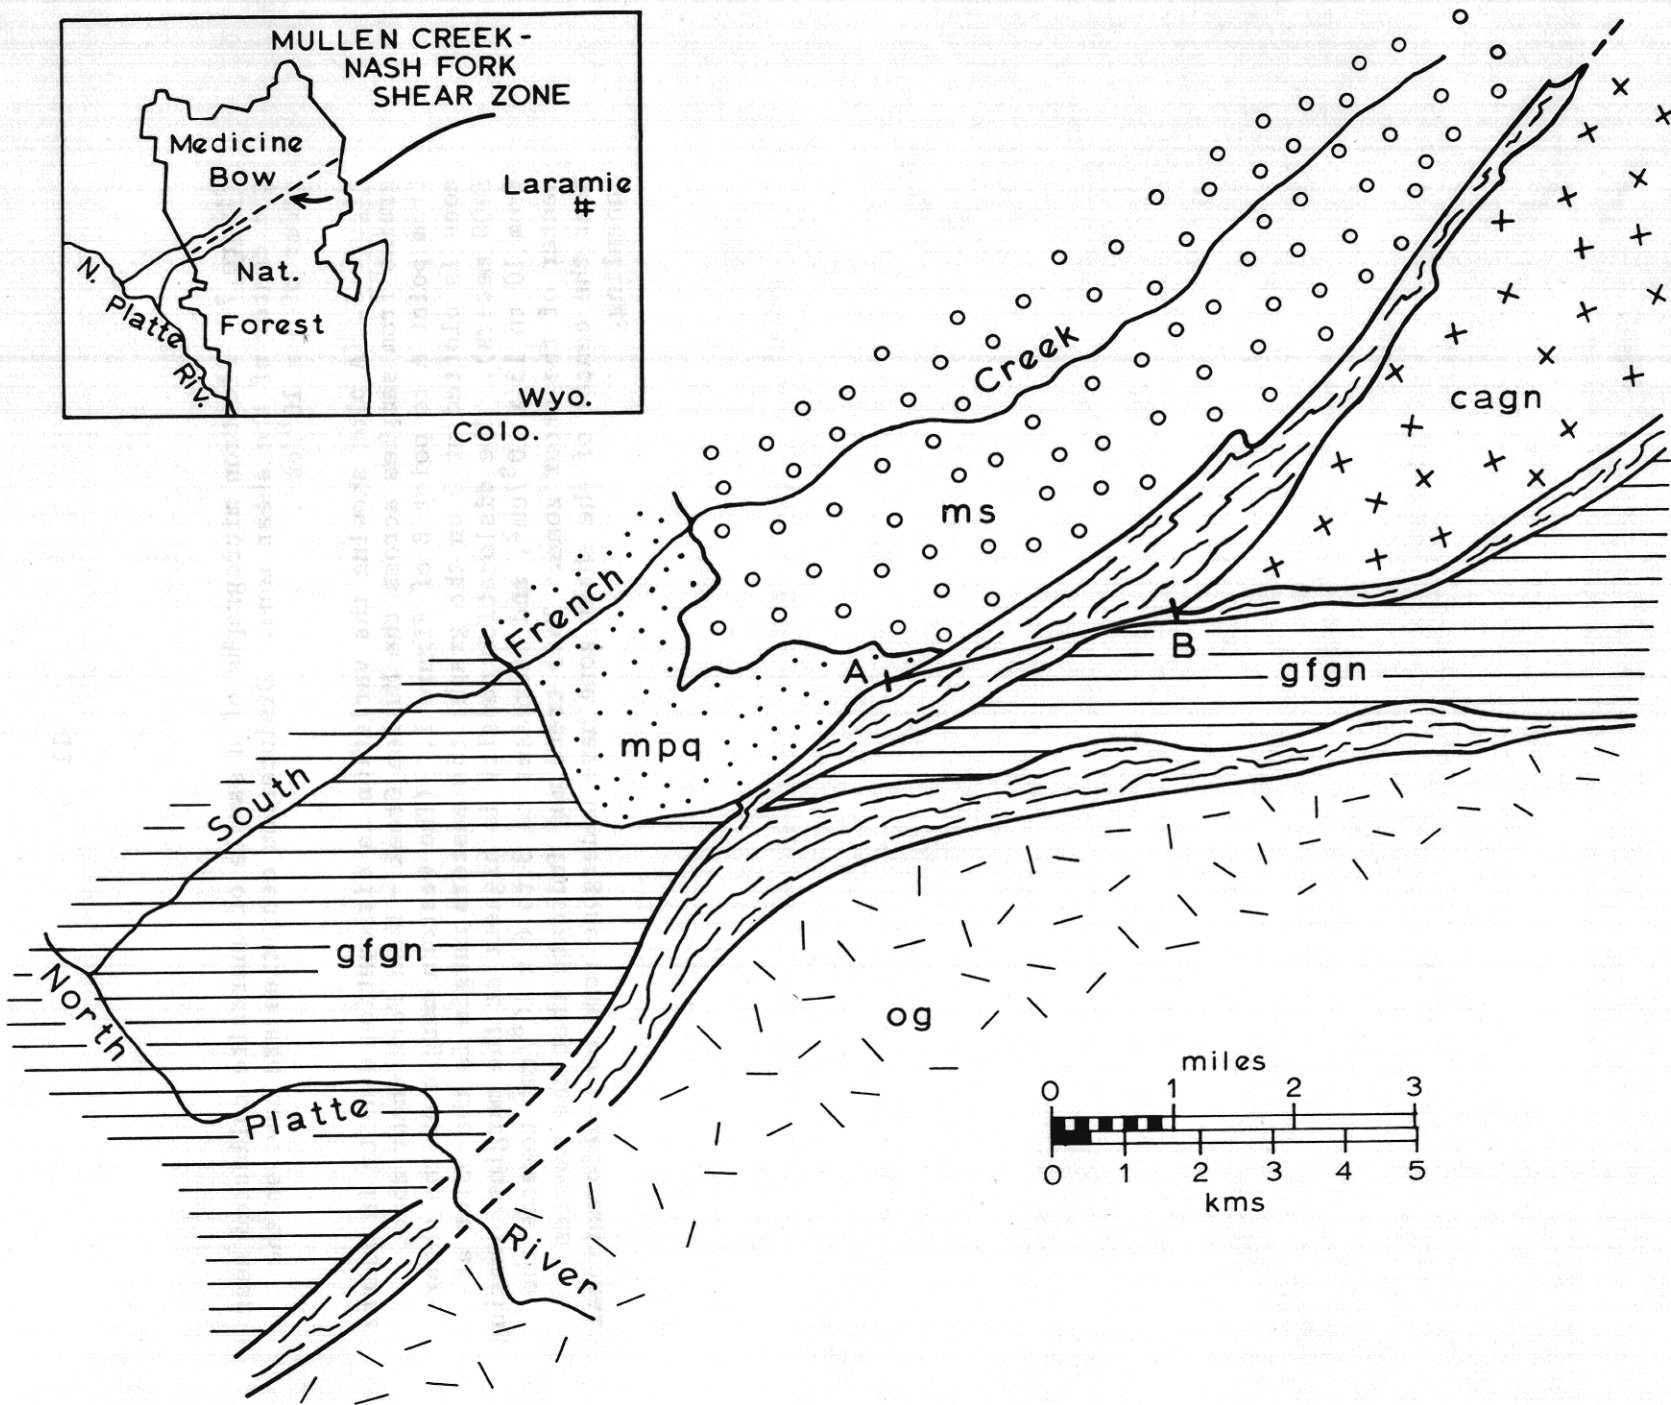 MULLEN CREEK-
NASH FORK
SHEAR ZONE
Medicine
Bow
Laramie
Nat.
Forest
N.
Platte
Riv.
Wyo.
Colo.
Creek
cagn
ms
French
A
B
gfgn
mpq
South
gfgn
North
og
Platte
River
miles
0 1 2 3
0 1 2 3 4 5
kms